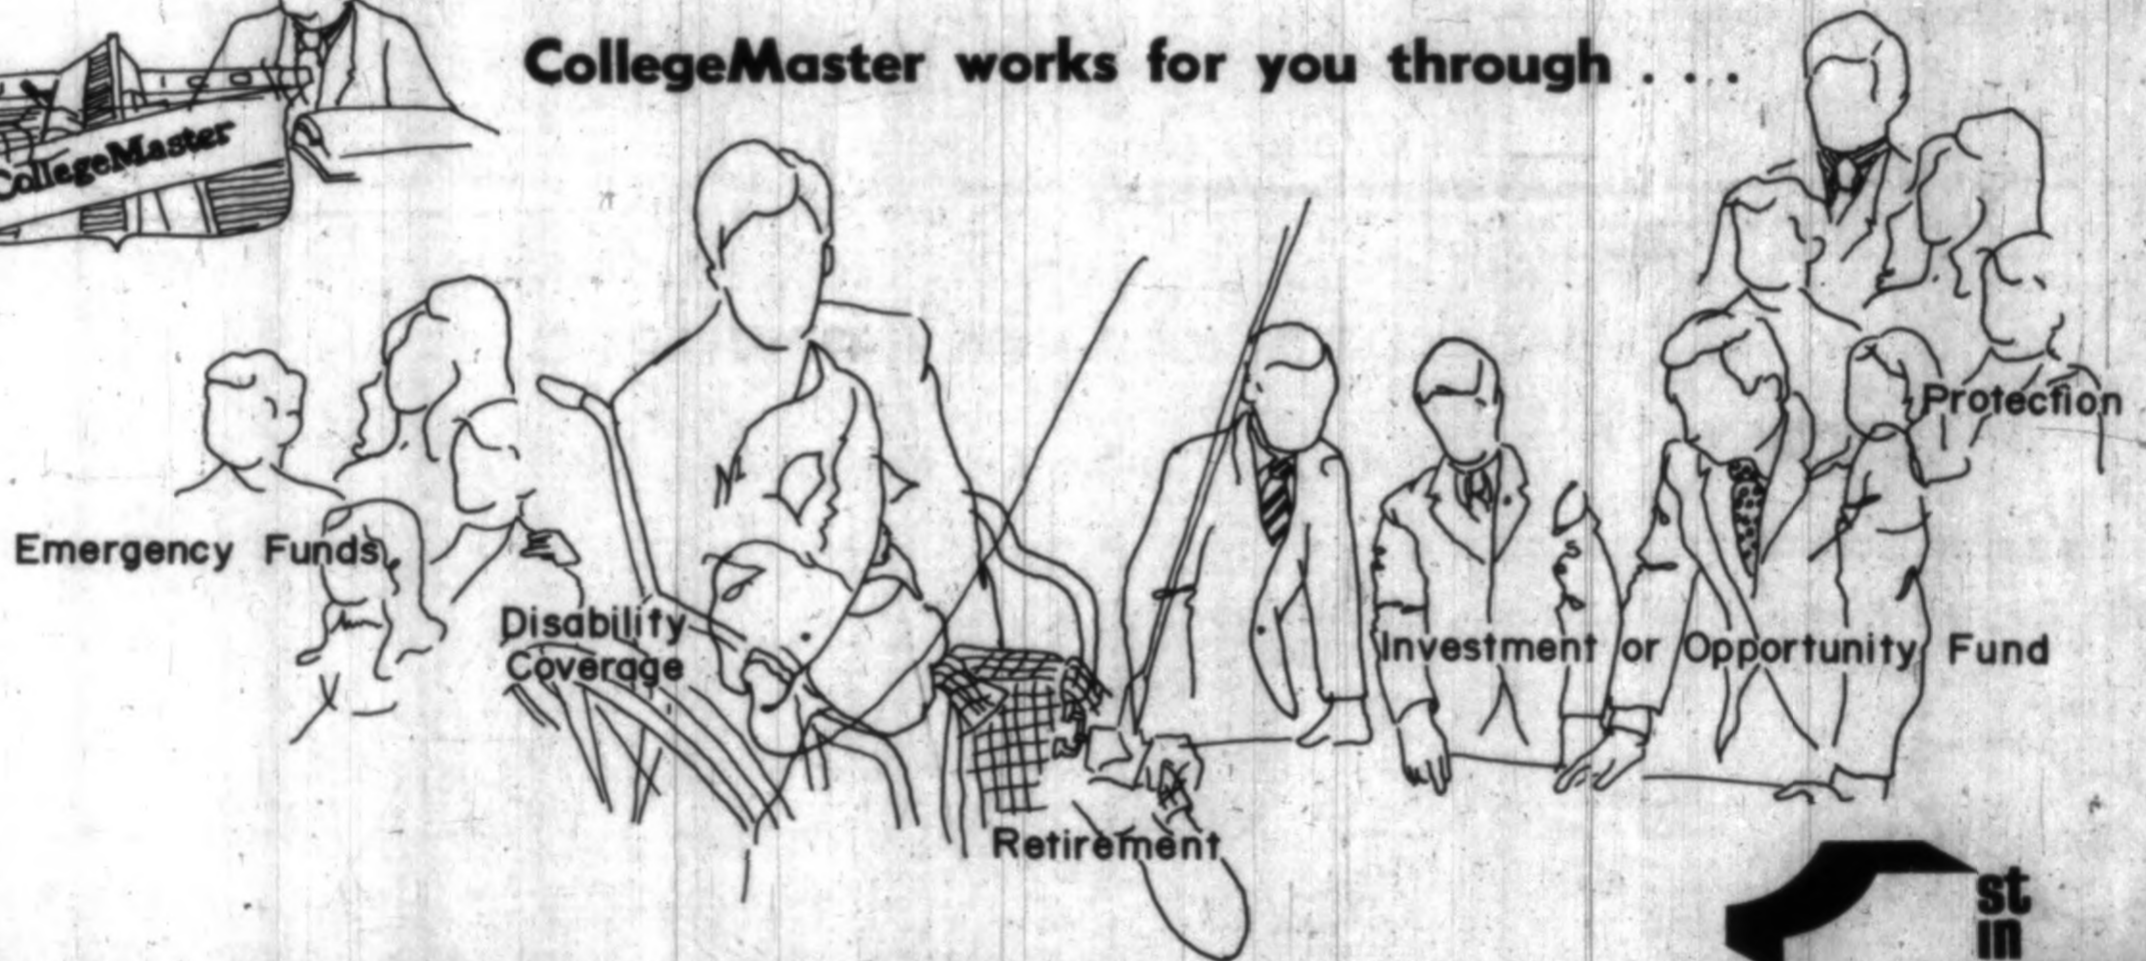 CollegeMaster works for you through . . .
CollegeMaster
Protection
Emergency Funds
Disability
Coverage
Investment or Opportunity Fund
Retirement
st
in